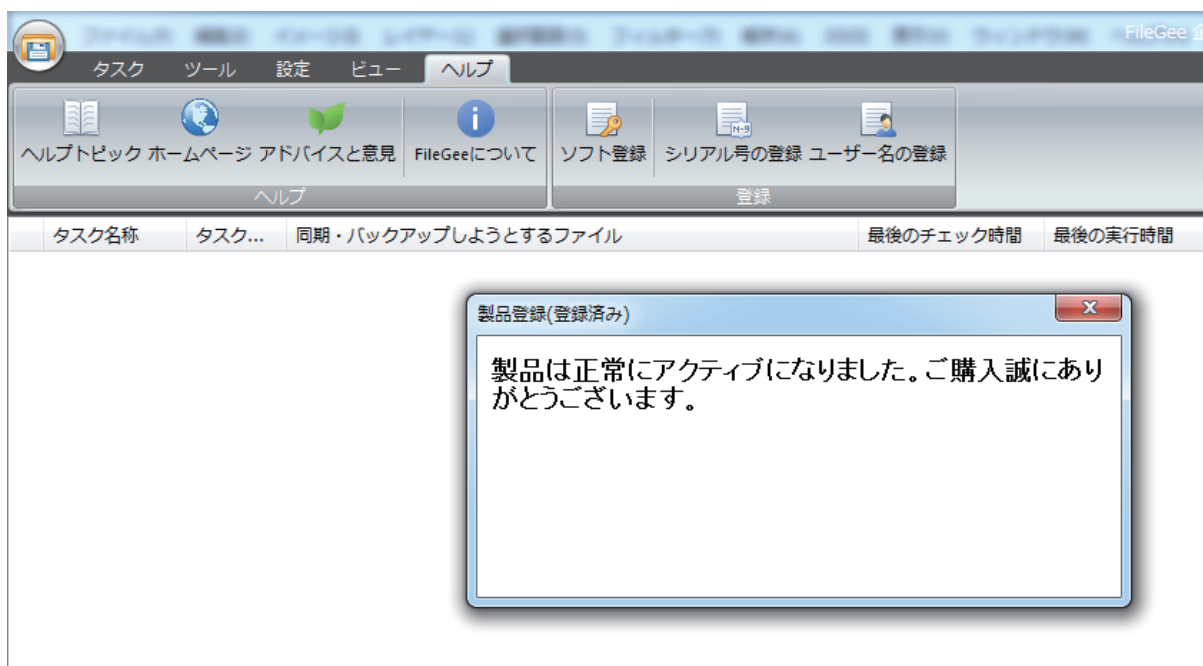 FileGee
タスク ツール 設定 ビュー ヘルプ
ヘルプトピック ホームページ アドバイスと意見 FileGeeについて ソフト登録 シリアル号の登録 ユーザー名の登録
N-9
ヘルプ 登録
タスク名称 タスク... 同期・バックアップしようとするファイル 最後のチェック時間 最後の実行時間
製品登録(登録済み)
製品は正常にアクティブになりました。ご購入誠にあり
がとうございます。